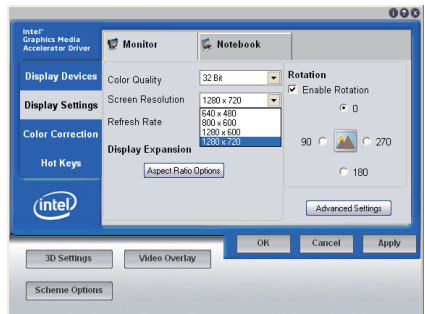 Intel®
Graphics Media
Accelerator Driver
Monitor
Notebook
Display Devices
Display Settings
Color Correction
Hot Keys
intel
Color Quality
32 Bit
Screen Resolution
1280 x 720
640 x 480
800 x 600
1280 x 600
1280 x 720
Refresh Rate
Display Expansion
Aspect Ratio Options
Rotation
Enable Rotation
0
90
270
180
Advanced Settings
OK
Cancel
Apply
3D Settings
Video Overlay
Scheme Options